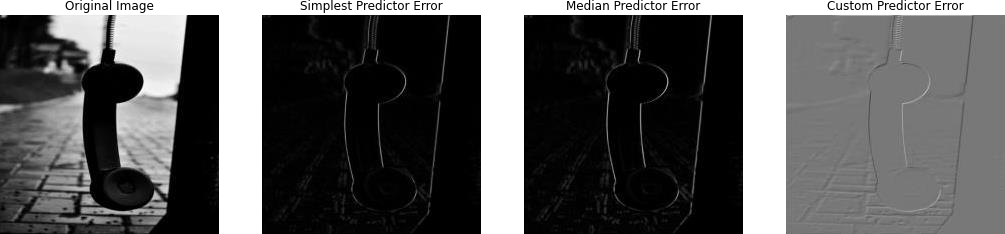 Original Image
Simplest Predictor Error
Median Predictor Error
Custom Predictor Error